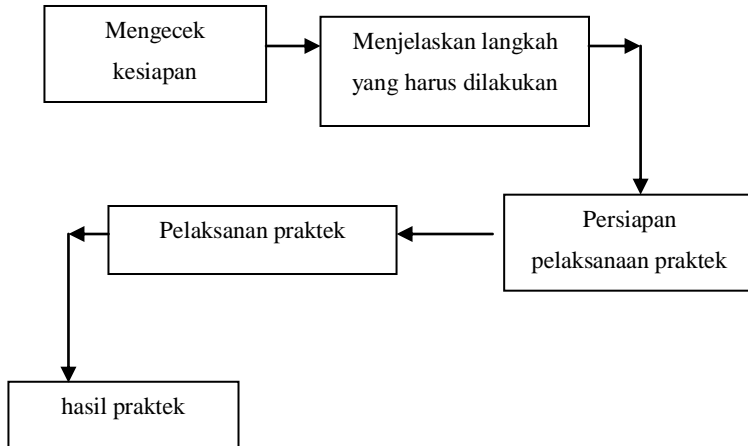 Mengecek
kesiapan
Menjelaskan langkah
yang harus dilakukan
Persiapan
pelaksanaan praktek
Pelaksanan praktek
hasil praktek